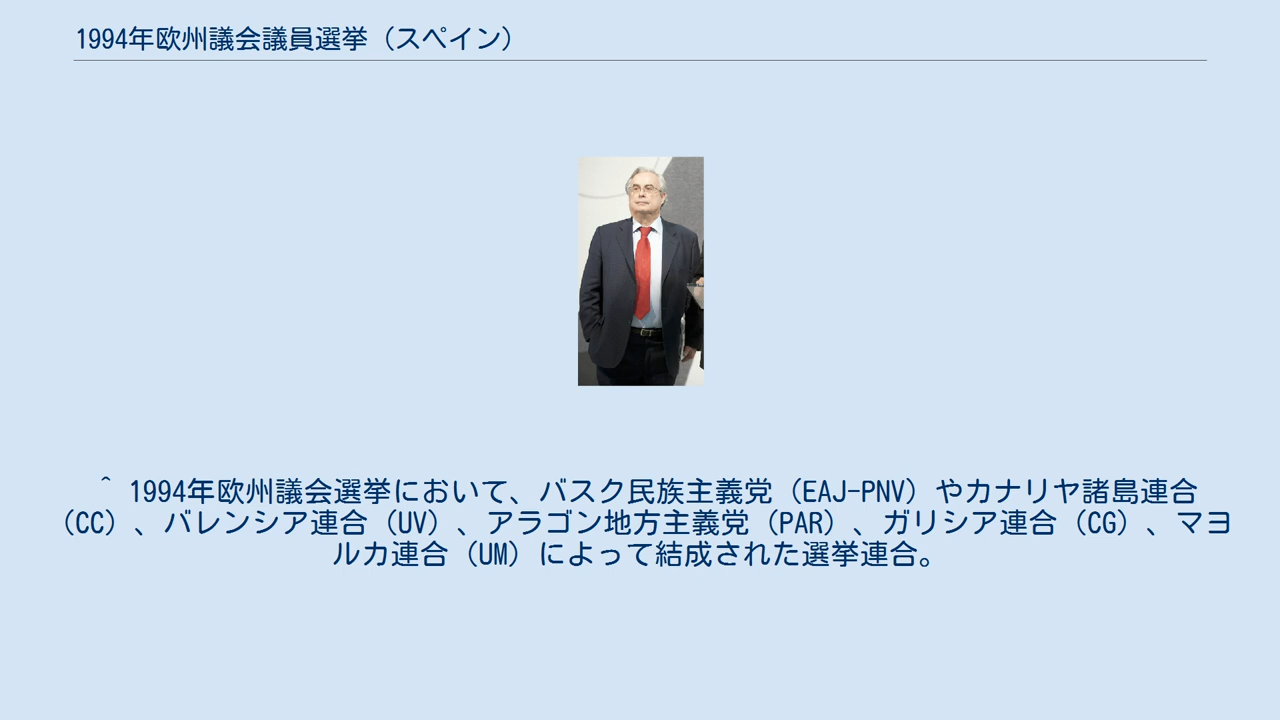 1994年欧州議会議員選挙（スペイン）
^ 1994年欧州議会選挙において、バスク民族主義党（EAJ-PNV）やカナリヤ諸島連合
（CC）、バレンシア連合（UV）、アラゴン地方主義党（PAR）、ガリシア連合（CG）、マヨ
ルカ連合（UM）によって結成された選挙連合。